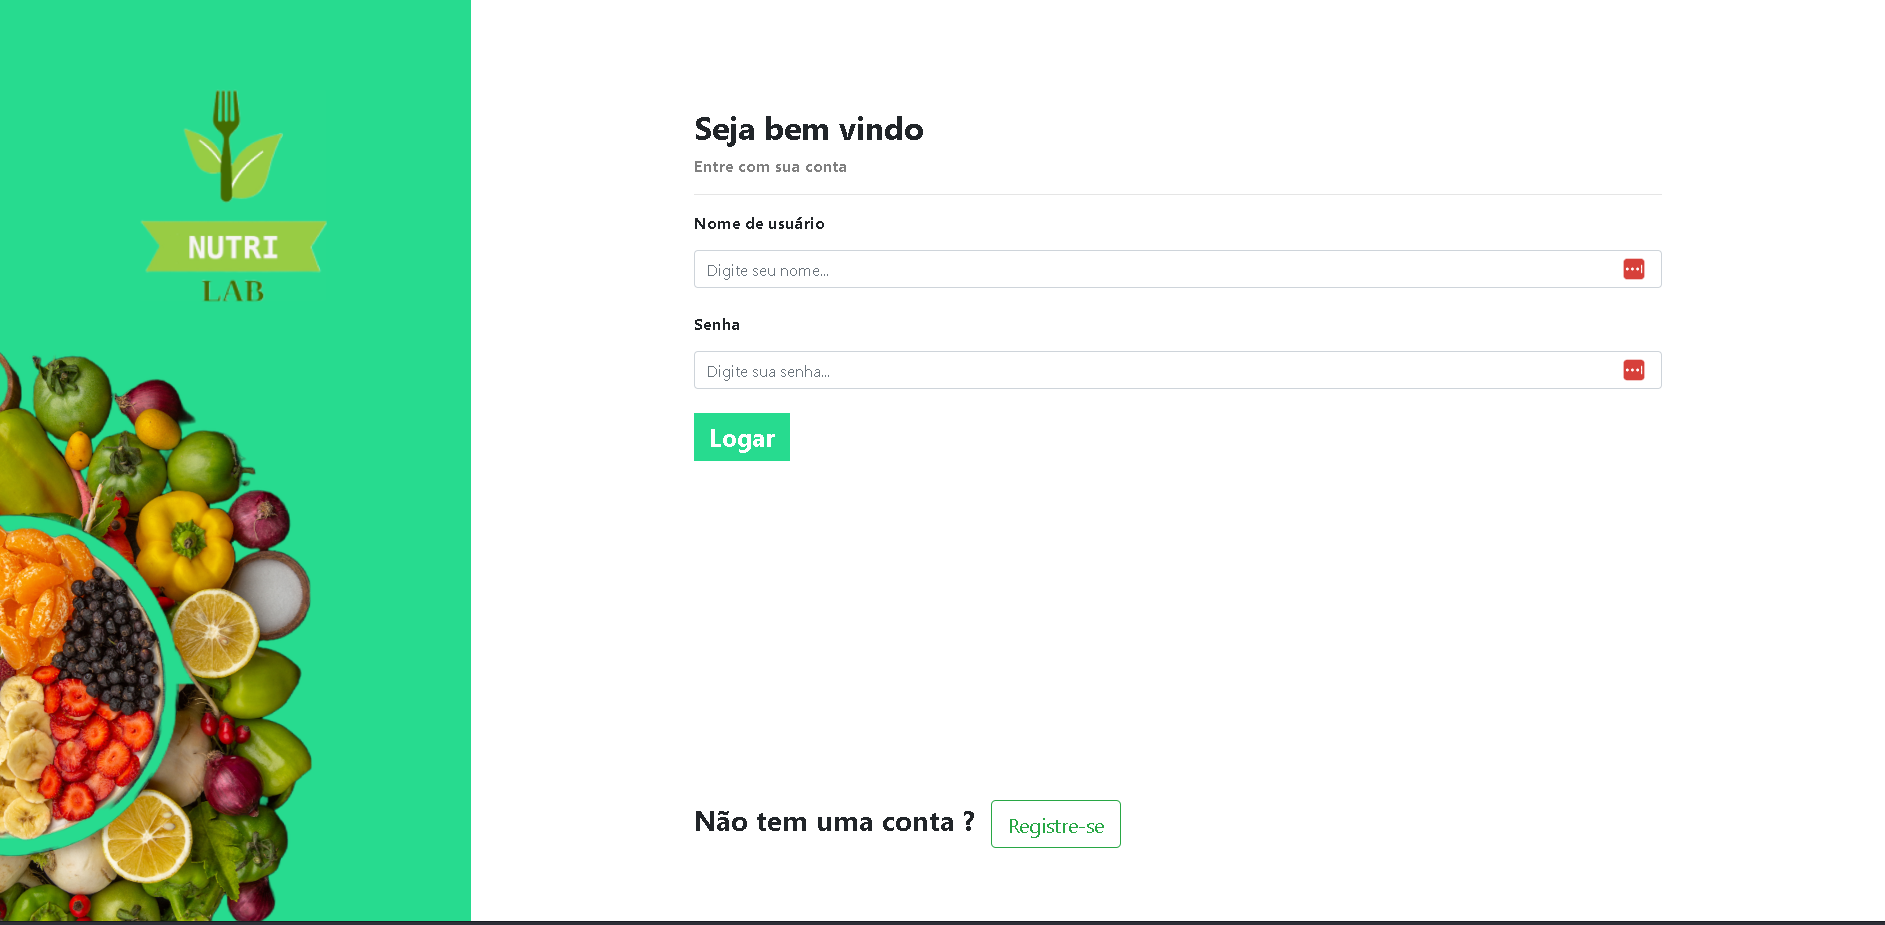 NUTRI
LAB
Seja bem vindo
Entre com sua conta
Nome de usuário
Digite seu nome...
Senha
Digite sua senha...
Logar
Não tem uma conta ? Registre-se